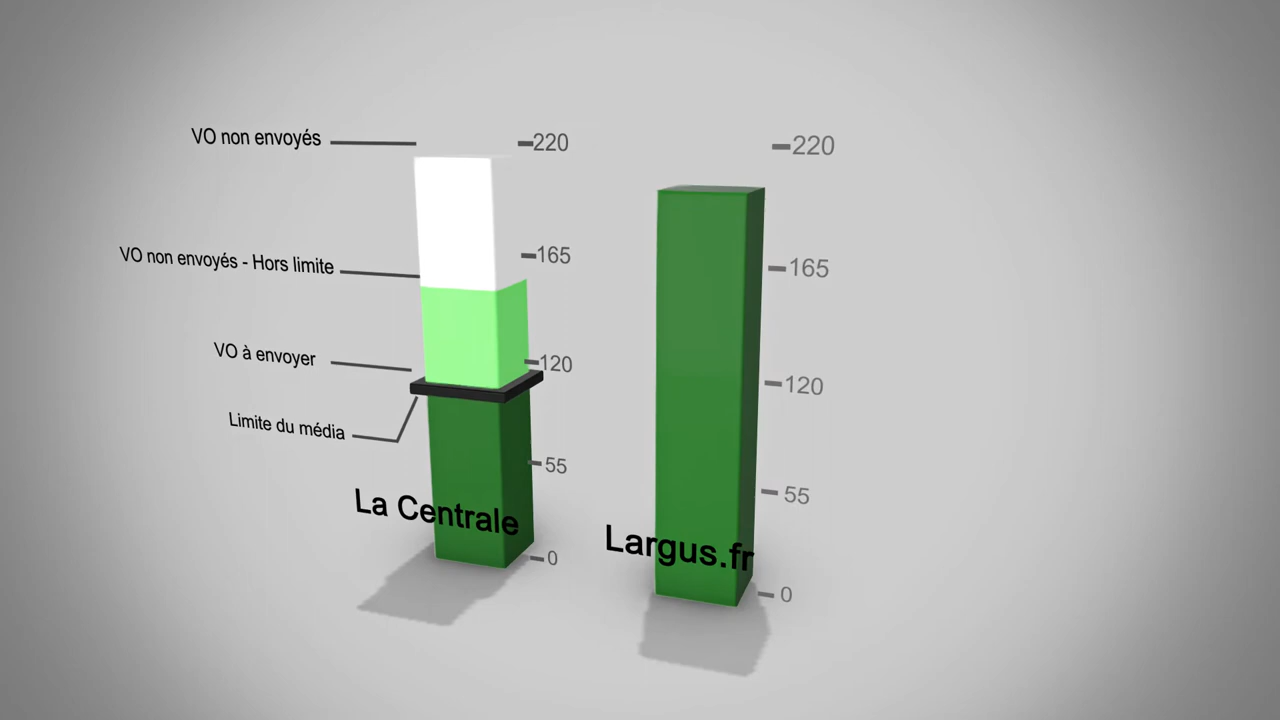 VO non envoyés
VO non envoyés - Hors limite
VO à envoyer
Limite du média
220
165
120
55
0
La Centrale
220
165
120
55
0
Largus.fr